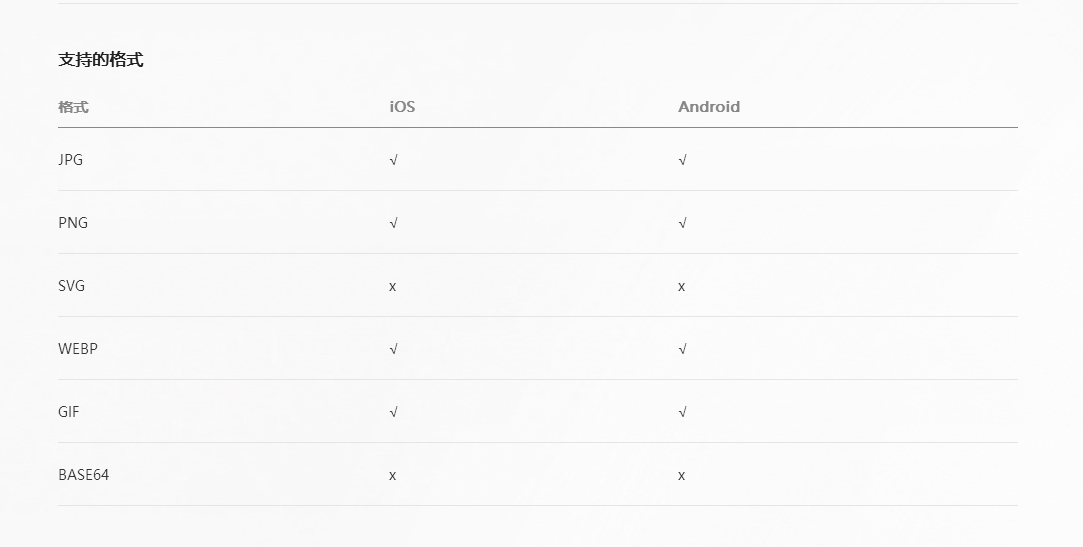 支持的格式
格式 iOS Android
JPG √ √
PNG √ √
SVG x x
WEBP √ √
GIF √ √
BASE64 x x